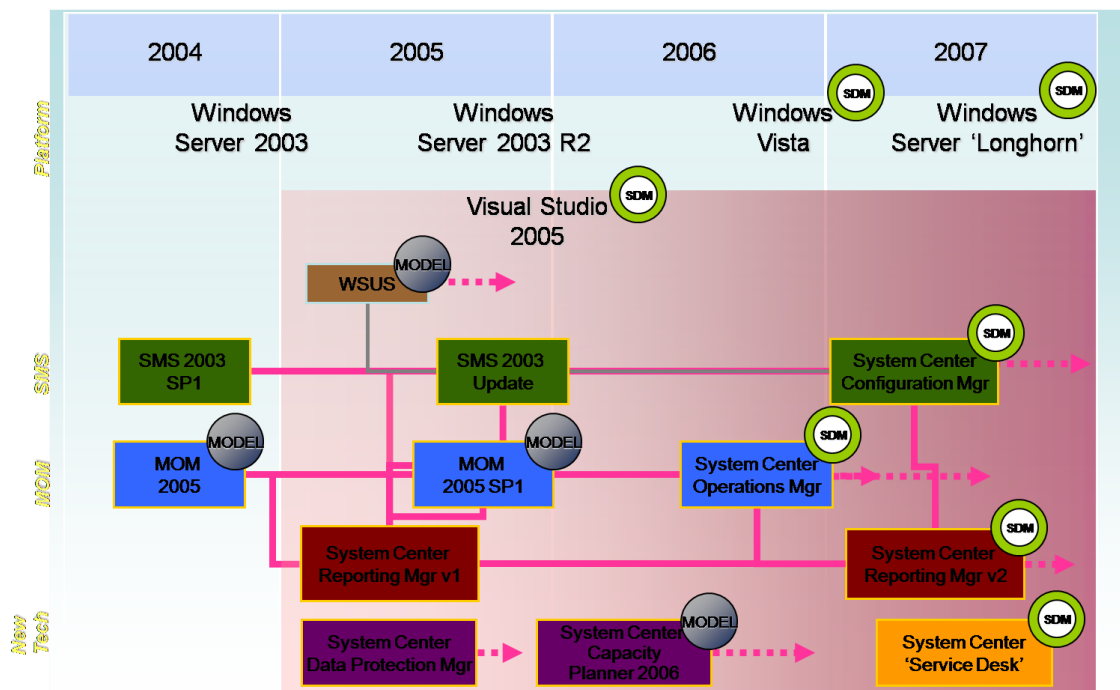 2004
2005
2006
2007
Platform
Windows
Server 2003
Windows
Server 2003 R2
Windows
Vista
SDM
Windows
Server ‘Longhorn’
SDM
Visual Studio
2005
SDM
WSUS
MODEL
SMS
SMS 2003
SP1
SMS 2003
Update
System Center
Configuration Mgr
SDM
MOM
MOM
2005
MODEL
MOM
2005 SP1
MODEL
System Center
Operations Mgr
SDM
System Center
Reporting Mgr v1
System Center
Reporting Mgr v2
SDM
New
Tech
System Center
Data Protection Mgr
System Center
Capacity
Planner 2006
MODEL
System Center
‘Service Desk’
SDM